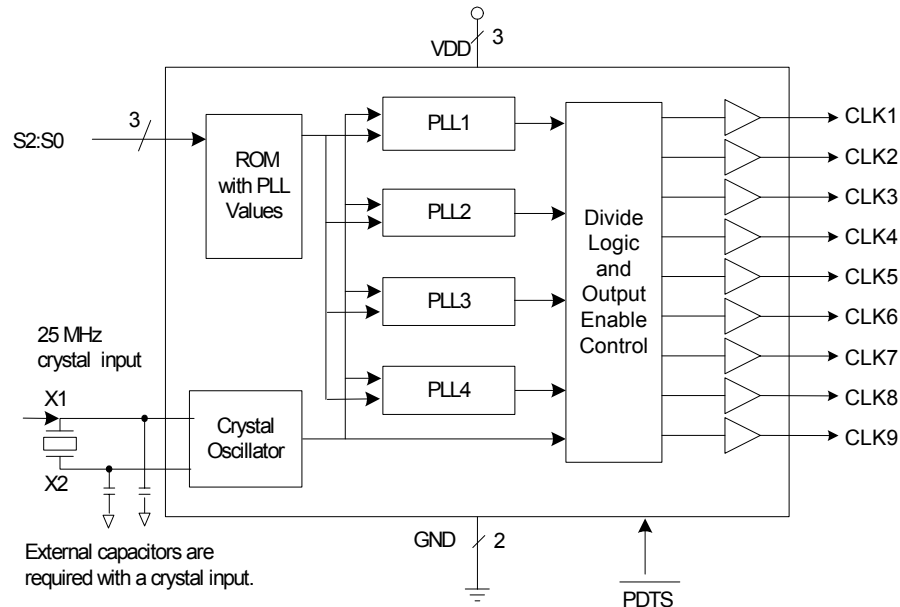 VDD
3
S2:S0
3
ROM
with PLL
Values
PLL1
PLL2
PLL3
PLL4
Divide
Logic
and
Output
Enable
Control
CLK1
CLK2
CLK3
CLK4
CLK5
CLK6
CLK7
CLK8
CLK9
25 MHz
crystal input
X1
X2
Crystal
Oscillator
External capacitors are
required with a crystal input.
GND
2
PDTS